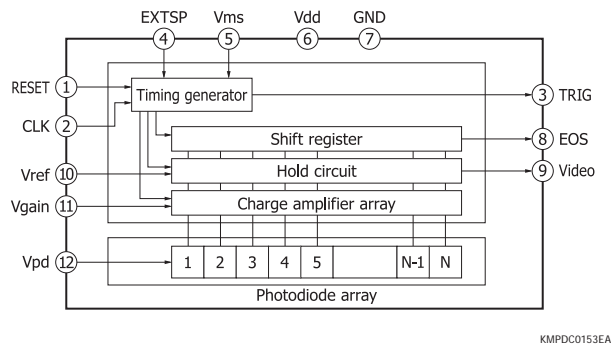 EXTSP Vms Vdd GND
4 5 6 7
RESET 1
Timing generator
3 TRIG
CLK 2
Shift register
8 EOS
Vref 10
Hold circuit
9 Video
Vgain 11
Charge amplifier array
Vpd 12
1 2 3 4 5 N-1 N
Photodiode array
KMPDC0153EA